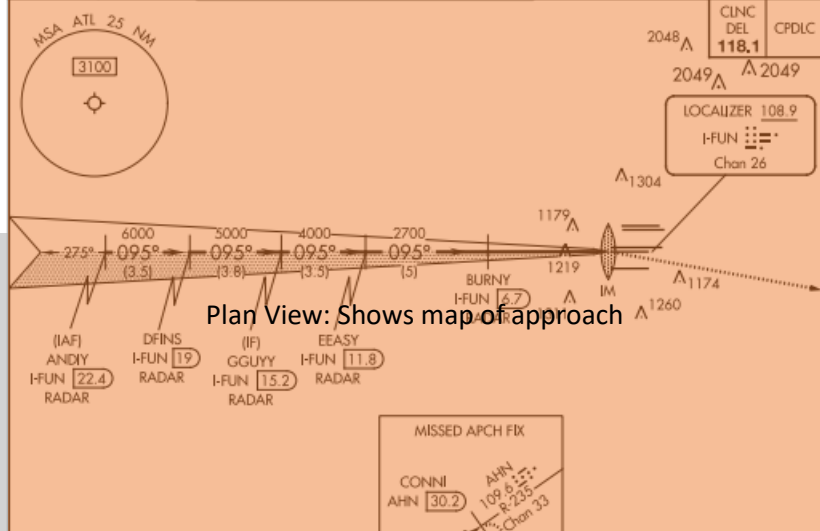 MSA ATL 25 NM
3100
CLNC
DEL
118.1
CPDLC
2048
2049
2049
LOCALIZER 108.9
I-FUN
Chan 26
1304
1179
1219
6000
5000
4000
2700
275°
095°
095°
095°
095°
(3.5)
(3.8)
(3.5)
(5)
IM
1174
1260
BURNY
I-FUN 6.7
RADAR
Plan View: Shows map of approach
(IAF)
ANDIY
I-FUN 22.4
RADAR
DFINS
I-FUN 19
RADAR
(IF)
GGUYY
I-FUN 15.2
RADAR
EEASY
I-FUN 11.8
RADAR
MISSED APCH FIX
CONNI
AHN 30.2
AHN
109.6
R-235
Chan 33